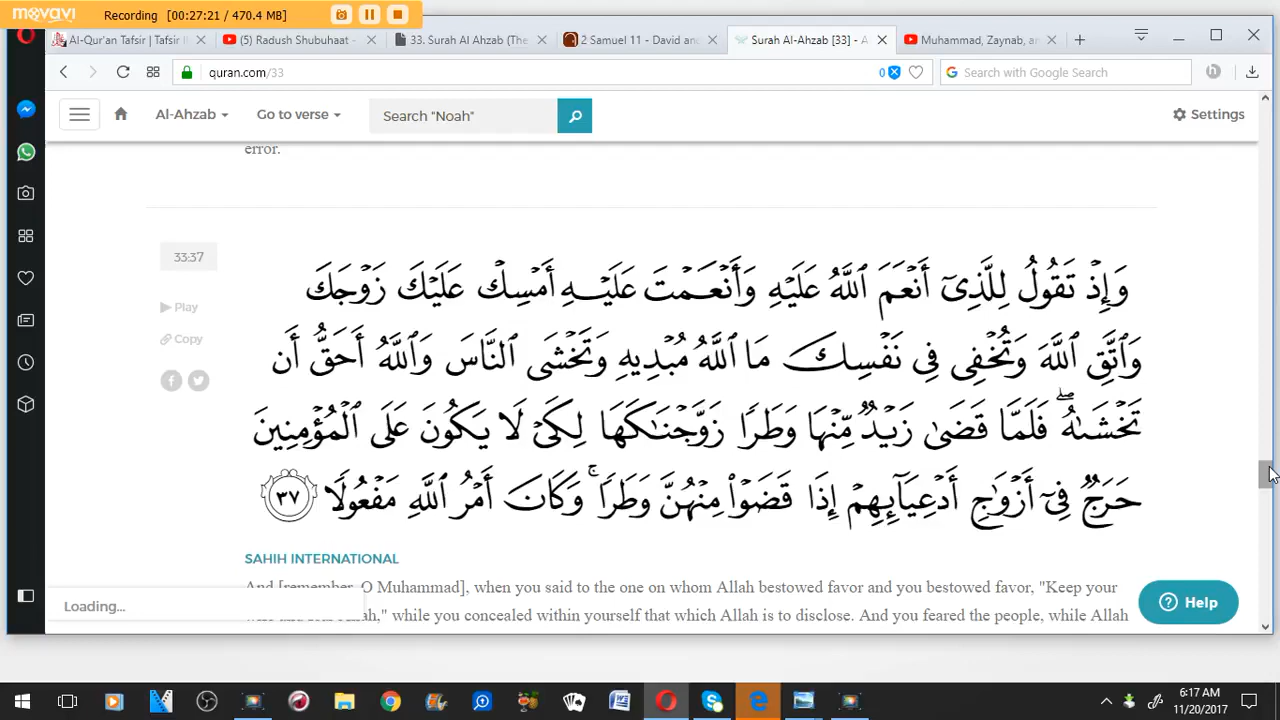 movavi
Recording [00:27:21 / 470.4 MB]
Al-Qur'an Tafsir | Tafsir Ib
(5) Radush Shubuhaat -
33. Surah Al Ahzab (The
2 Samuel 11 - David and
Surah Al-Ahzab [33] - A
Muhammad, Zaynab, an
quran.com/33
0
Search with Google Search
Al-Ahzab
Go to verse
Search "Noah"
Settings
error.
33:37
Play
Copy
وَإِذْ تَقُولُ لِلَّذِىٓ أَنْعَمَ ٱللَّهُ عَلَيْهِ وَأَنْعَمْتَ عَلَيْهِ أَمْسِكْ عَلَيْكَ زَوْجَكَ
وَٱتَّقِ ٱللَّهَ وَتُخْفِى فِى نَفْسِكَ مَا ٱللَّهُ مُبْدِيهِ وَتَخْشَى ٱلنَّاسَ وَٱللَّهُ أَحَقُّ أَن
تَخْشَىٰهُ ۖ فَلَمَّا قَضَىٰ زَيْدٌ مِّنْهَا وَطَرًا زَوَّجْنَـٰكَهَا لِكَىْ لَا يَكُونَ عَلَى ٱلْمُؤْمِنِينَ
حَرَجٌ فِىٓ أَزْوَٰجِ أَدْعِيَآئِهِمْ إِذَا قَضَوْا۟ مِنْهُنَّ وَطَرًا ۚ وَكَانَ أَمْرُ ٱللَّهِ مَفْعُولًا ٣٧
SAHIH INTERNATIONAL
And [remember, O Muhammad], when you said to the one on whom Allah bestowed favor and you bestowed favor, "Keep your
while you concealed within yourself that which Allah is to disclose. And you feared the people, while Allah
Loading...
Help
6:17 AM
11/20/2017